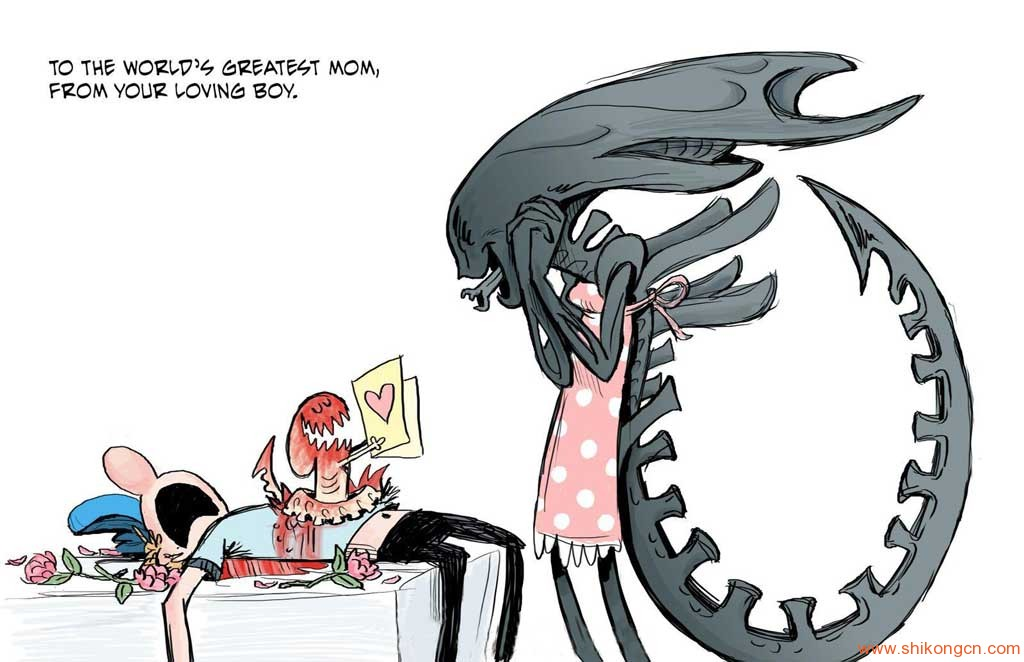 TO THE WORLD'S GREATEST MOM,
FROM YOUR LOVING BOY.
www.shikongcn.com